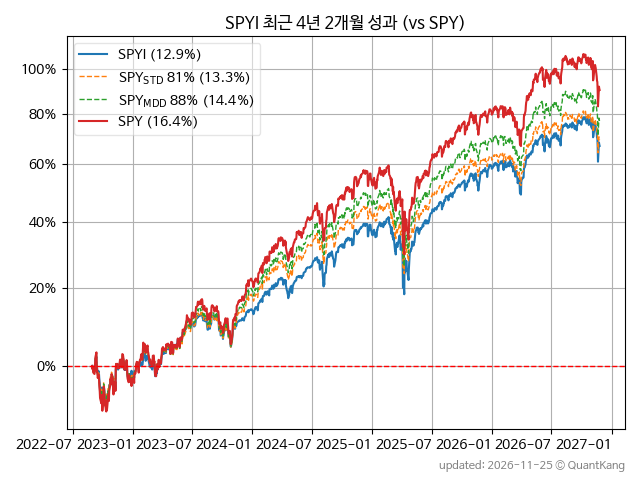 SPYI 최근 4년 2개월 성과 (vs SPY)
SPYI (12.9%)
SPY_STD 81% (13.3%)
SPY_MDD 88% (14.4%)
SPY (16.4%)
100%
80%
60%
40%
20%
0%
2022-07 2023-01 2023-07 2024-01 2024-07 2025-01 2025-07 2026-01 2026-07 2027-01
updated: 2026-11-25 © QuantKang